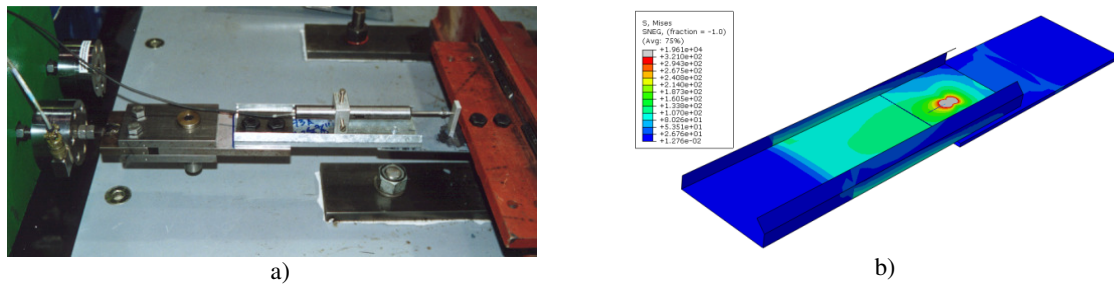 S, Mises
SNEG, (fraction = -1.0)
(Avg: 75%)
+1.961e+04
+3.210e+02
+2.943e+02
+2.675e+02
+2.408e+02
+2.140e+02
+1.873e+02
+1.605e+02
+1.338e+02
+1.070e+02
+8.026e+01
+5.351e+01
+2.676e+01
+1.276e-02
a)
b)